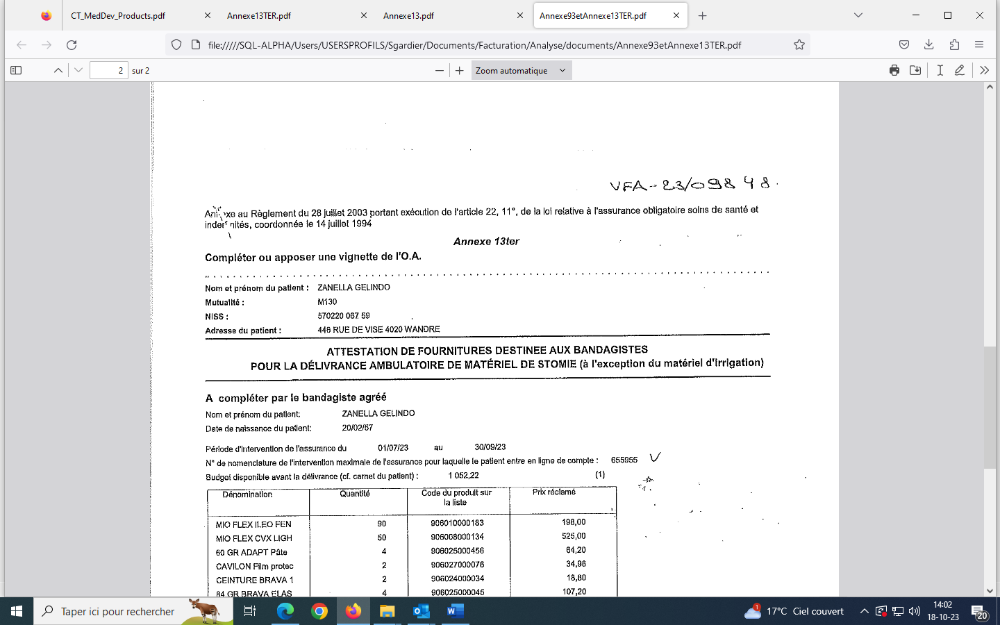 CT_MedDev_Products.pdf
Annexe13TER.pdf
Annexe13.pdf
Annexe93etAnnexe13TER.pdf
file://///SQL-ALPHA/Users/USERSPROFILS/Sgardier/Documents/Facturation/Analyse/documents/Annexe93etAnnexe13TER.pdf
2 sur 2
Zoom automatique
VFA-23/09848
Annexe au Règlement du 28 juillet 2003 portant exécution de l'article 22, 11°, de la loi relative à l'assurance obligatoire soins de santé et
indemnités, coordonnée le 14 juillet 1994
Annexe 13ter
Compléter ou apposer une vignette de l'O.A.
Nom et prénom du patient : ZANELLA GELINDO
Mutualité : M130
NISS : 570220 067 59
Adresse du patient : 446 RUE DE VISE 4020 WANDRE
ATTESTATION DE FOURNITURES DESTINEE AUX BANDAGISTES
POUR LA DÉLIVRANCE AMBULATOIRE DE MATÉRIEL DE STOMIE (à l'exception du matériel d'irrigation)
A compléter par le bandagiste agréé
Nom et prénom du patient: ZANELLA GELINDO
Date de naissance du patient: 20/02/57
Période d'intervention de l'assurance du 01/07/23 au 30/09/23
N° de nomenclature de l'intervention maximale de l'assurance pour laquelle le patient entre en ligne de compte : 655955
Budget disponible avant la délivrance (cf. carnet du patient) : 1 052,22 (1)
Dénomination Quantité Code du produit sur la liste Prix réclamé
MIO FLEX ILEO FEN 90 906010000183 198,00
MIO FLEX CVX LIGH 50 906008000134 526,00
60 GR ADAPT Pâte 4 906025000456 64,20
CAVILON Film protec 2 906027000076 34,96
CEINTURE BRAVA 1 2 906024000034 18,80
84 GR BRAVA ELAS 4 906025000045 107,20
Taper ici pour rechercher
1
17°C Ciel couvert
14:02
18-10-23
20